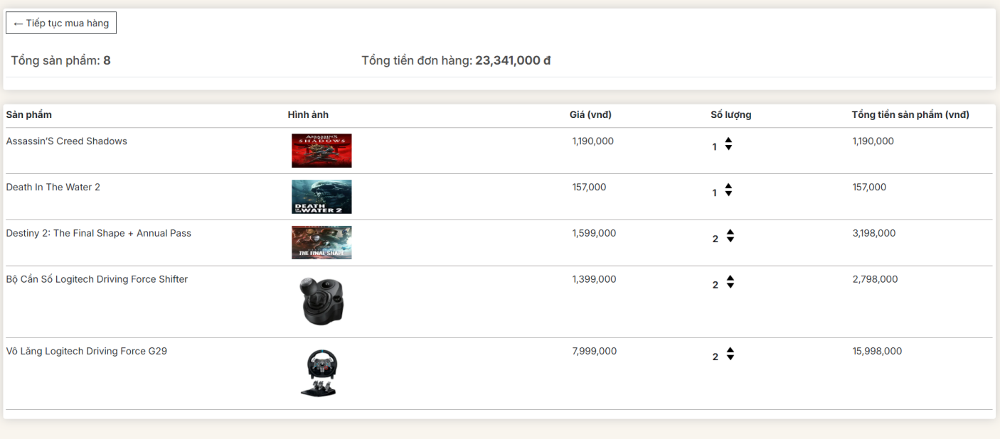 ← Tiếp tục mua hàng
Tổng sản phẩm: 8 Tổng tiền đơn hàng: 23,341,000 đ
Sản phẩm Hình ảnh Giá (vnđ) Số lượng Tổng tiền sản phẩm (vnđ)
Assassin'S Creed Shadows 1,190,000 1 1,190,000
ASSASSIN'S
SHADOWS
Death In The Water 2 157,000 1 157,000
DEATH
IN THE WATER 2
Destiny 2: The Final Shape + Annual Pass 1,599,000 2 3,198,000
THE FINAL SHAPE
Bộ Cần Số Logitech Driving Force Shifter 1,399,000 2 2,798,000
Vô Lăng Logitech Driving Force G29 7,999,000 2 15,998,000